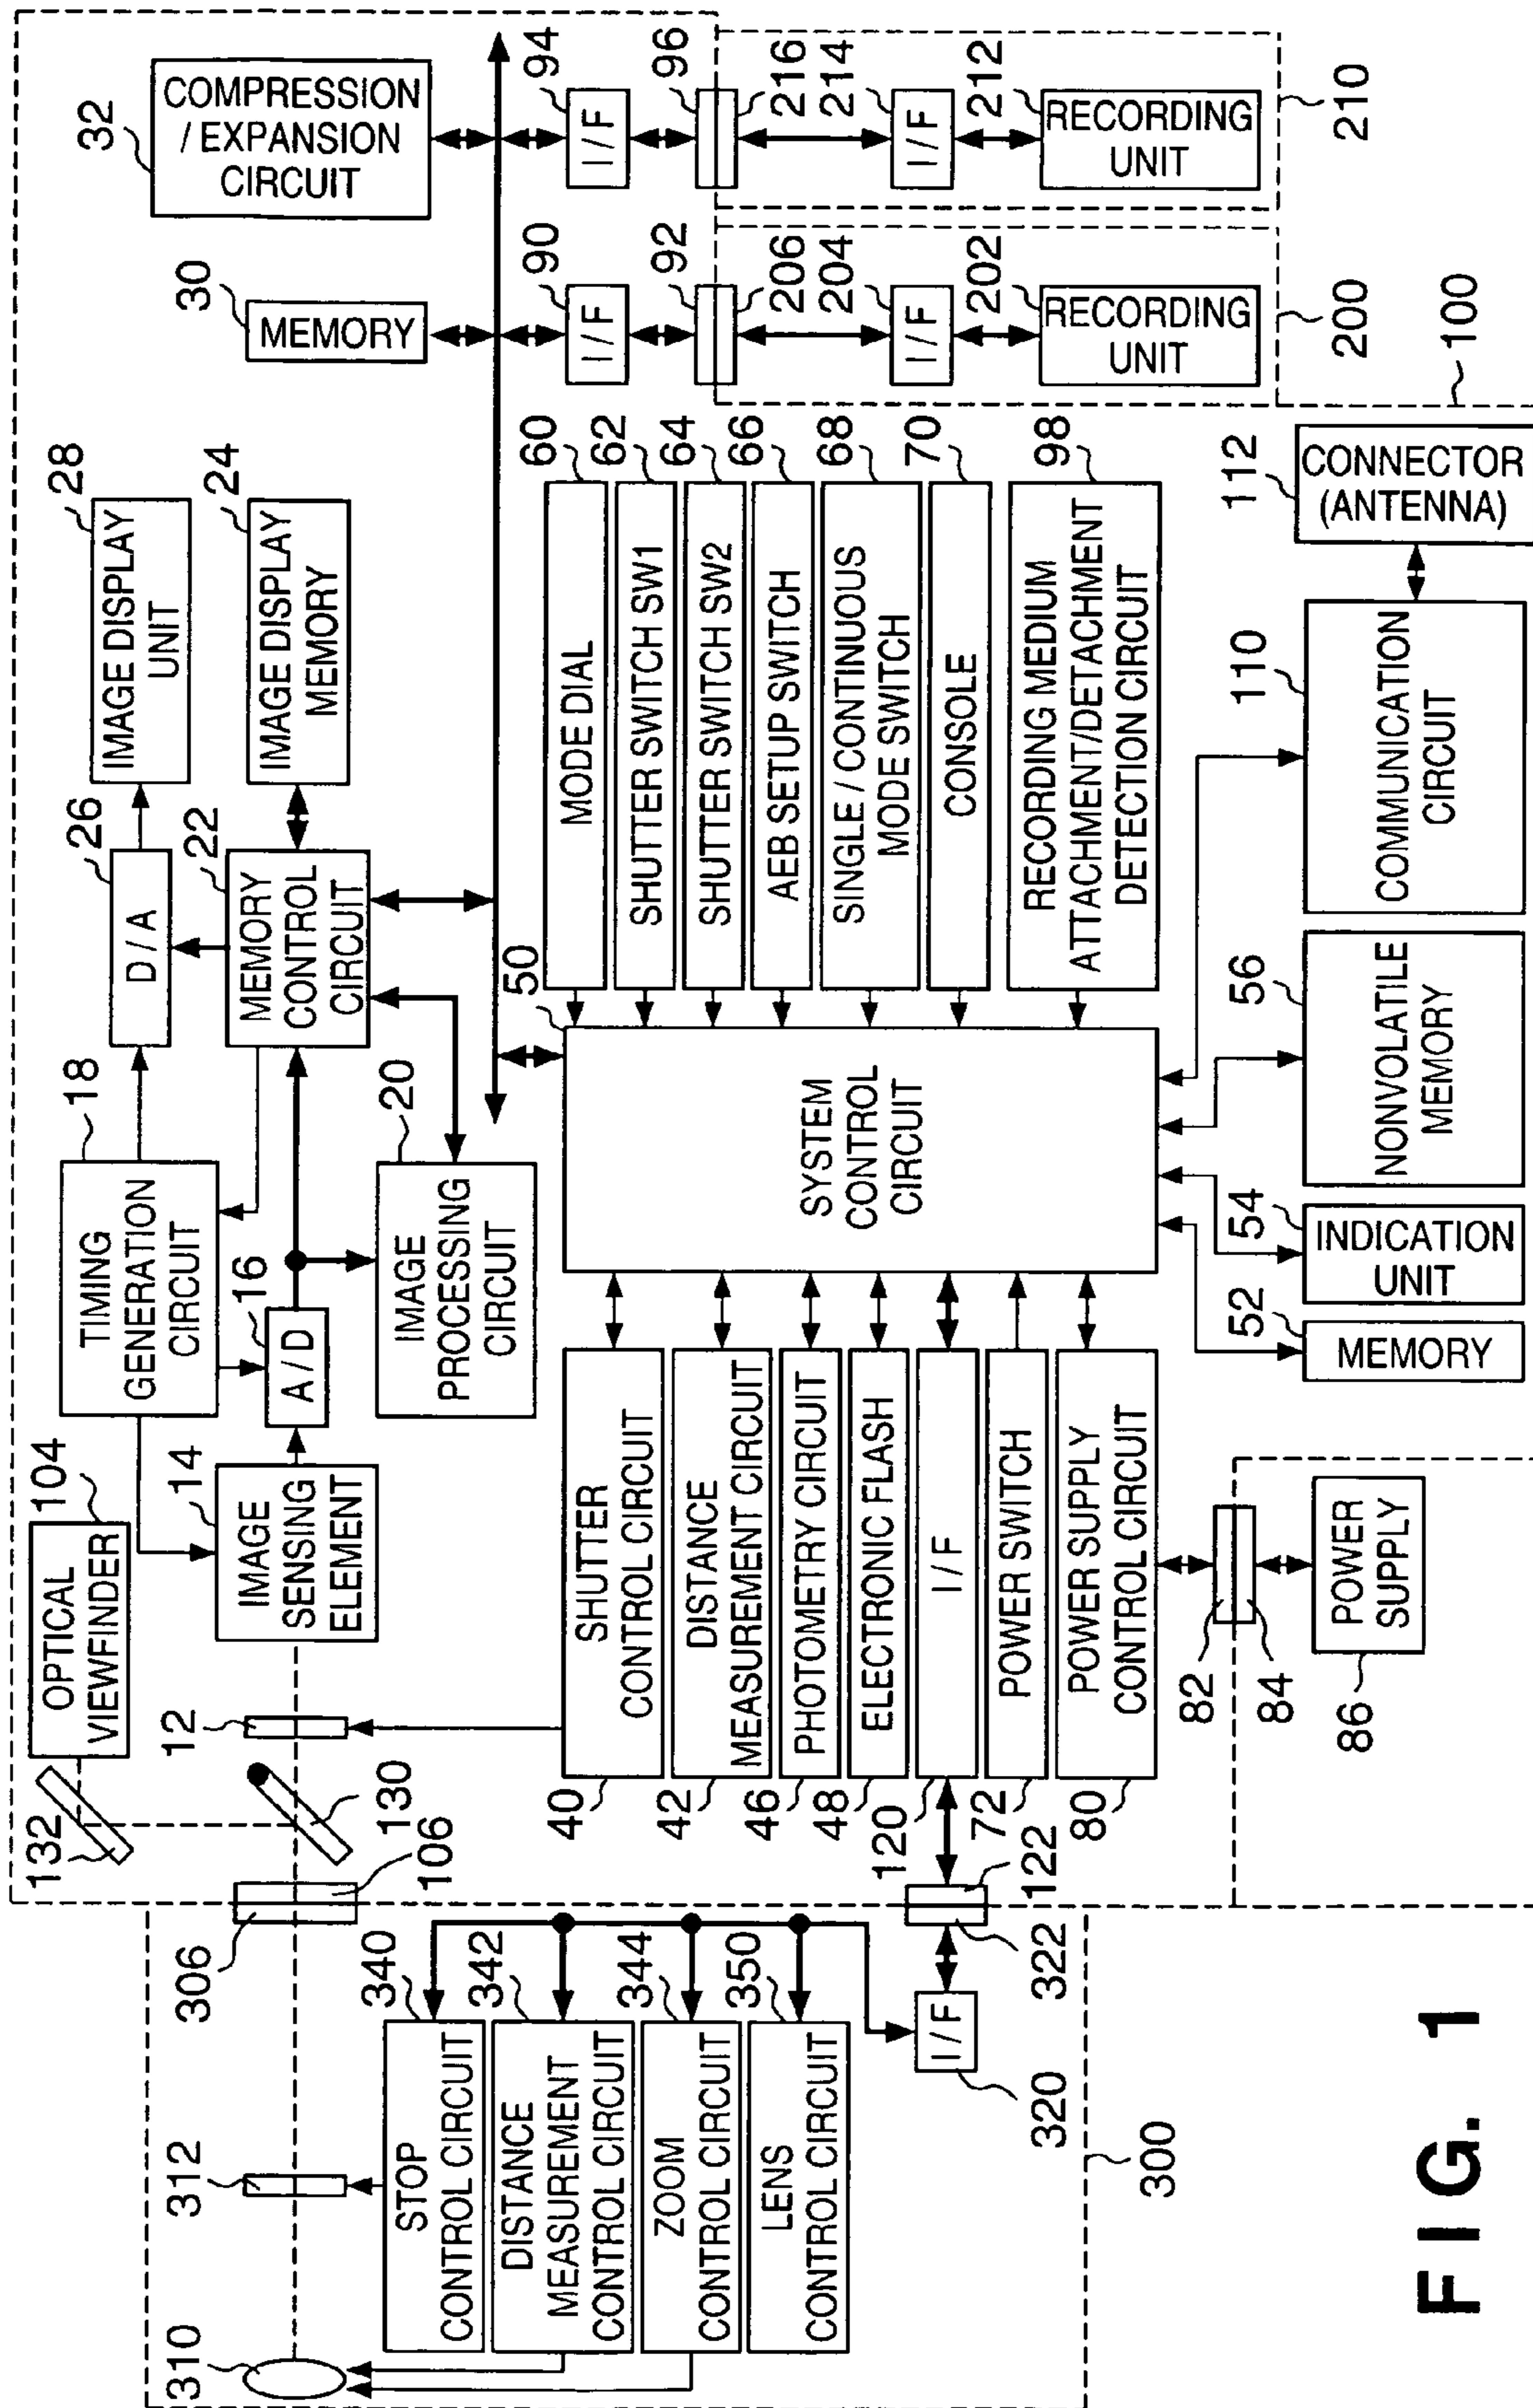 32
COMPRESSION
/ EXPANSION
CIRCUIT
30
MEMORY
28
IMAGE DISPLAY
UNIT
24
IMAGE DISPLAY
MEMORY
26
D / A
22
MEMORY
CONTROL
CIRCUIT
18
TIMING
GENERATION
CIRCUIT
16
A / D
20
IMAGE
PROCESSING
CIRCUIT
104
OPTICAL
VIEWFINDER
14
IMAGE
SENSING
ELEMENT
12
132
130
106
306
312
310
340
STOP
CONTROL CIRCUIT
342
DISTANCE
MEASUREMENT
CONTROL CIRCUIT
344
ZOOM
CONTROL CIRCUIT
350
LENS
CONTROL CIRCUIT
I / F
320
322
122
300
40
SHUTTER
CONTROL CIRCUIT
42
DISTANCE
MEASUREMENT CIRCUIT
46
PHOTOMETRY CIRCUIT
48
ELECTRONIC FLASH
120
I / F
72
POWER SWITCH
80
POWER SUPPLY
CONTROL CIRCUIT
82
84
86
POWER
SUPPLY
50
SYSTEM
CONTROL
CIRCUIT
60
MODE DIAL
62
SHUTTER SWITCH SW1
64
SHUTTER SWITCH SW2
66
AEB SETUP SWITCH
68
SINGLE / CONTINUOUS
MODE SWITCH
70
CONSOLE
98
RECORDING MEDIUM
ATTACHMENT/DETACHMENT
DETECTION CIRCUIT
90
I / F
92
206
204
I / F
202
RECORDING
UNIT
200
94
I / F
96
216
214
I / F
212
RECORDING
UNIT
210
100
52
MEMORY
54
INDICATION
UNIT
56
NONVOLATILE
MEMORY
110
COMMUNICATION
CIRCUIT
112
CONNECTOR
(ANTENNA)
FIG. 1